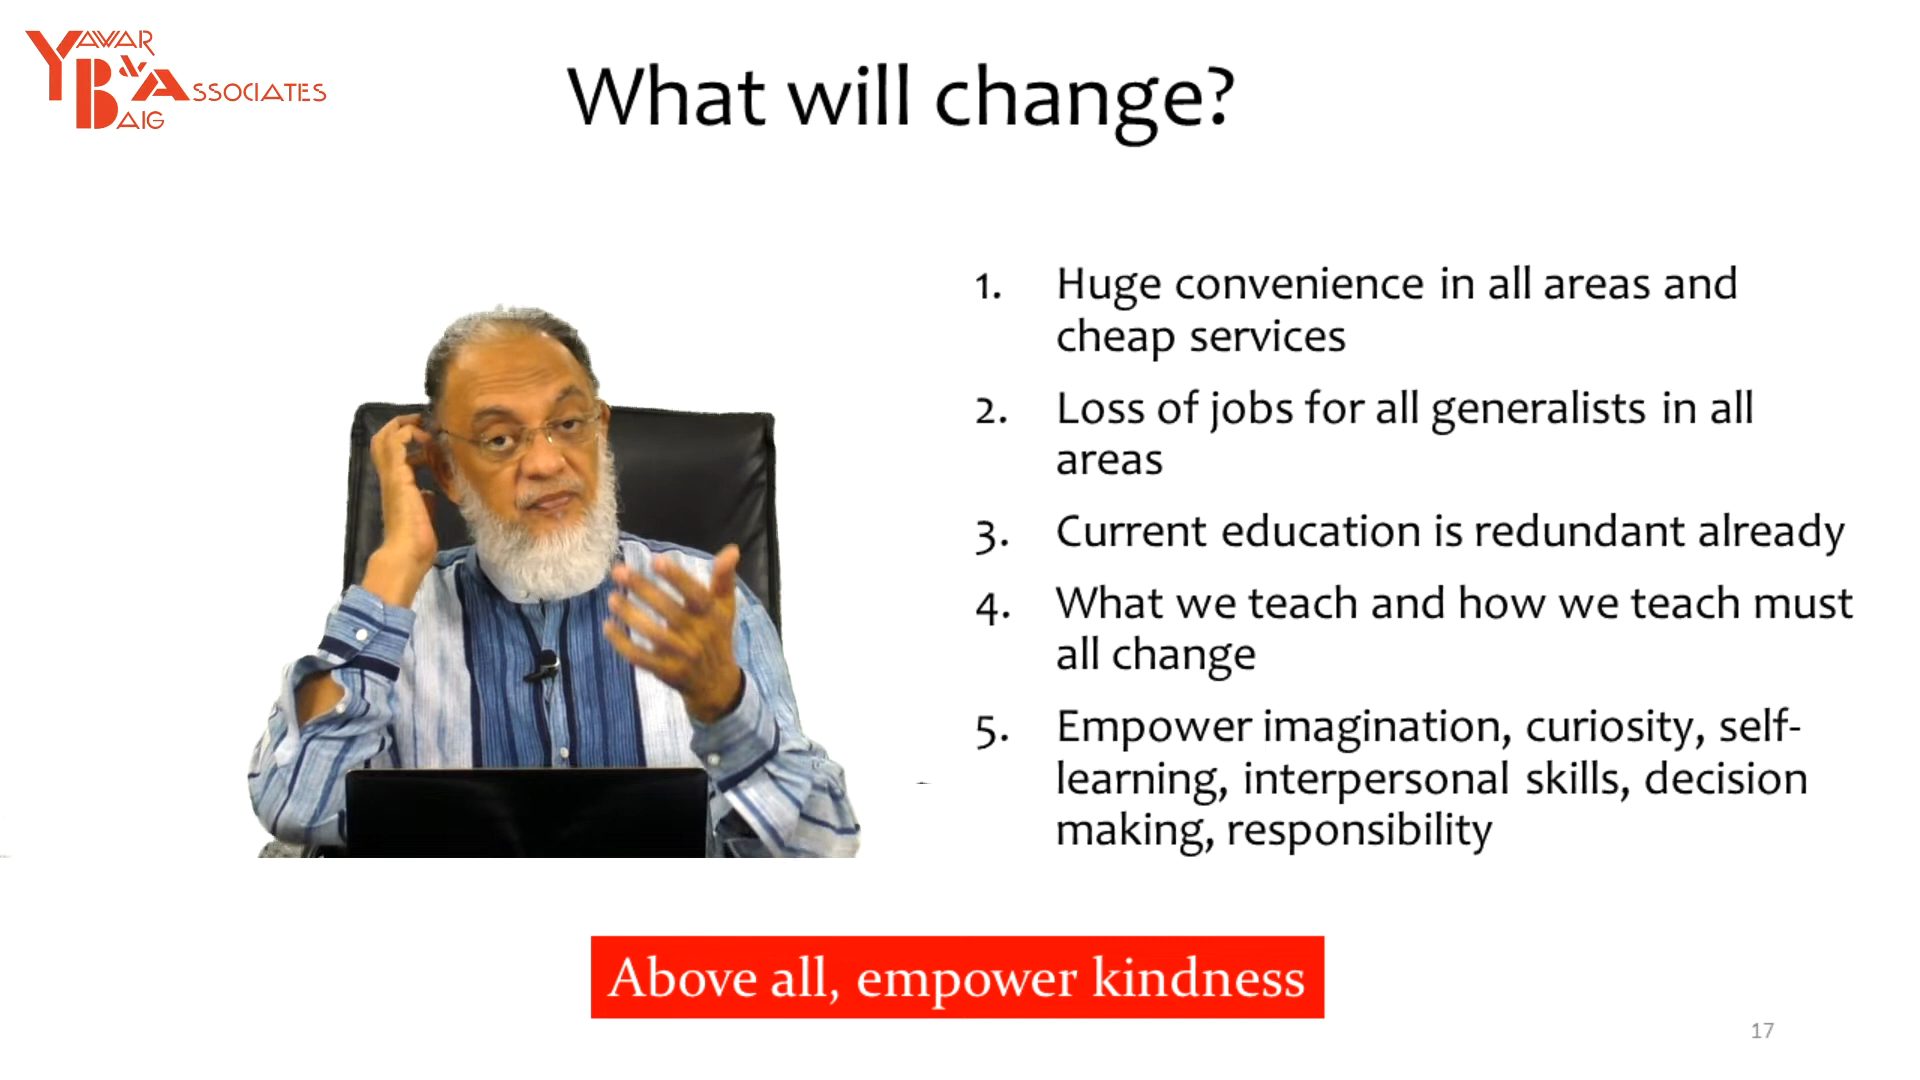 YAWAR
BAIG
& ASSOCIATES
What will change?
1. Huge convenience in all areas and
cheap services
2. Loss of jobs for all generalists in all
areas
3. Current education is redundant already
4. What we teach and how we teach must
all change
5. Empower imagination, curiosity, self-
learning, interpersonal skills, decision
making, responsibility
Above all, empower kindness
17